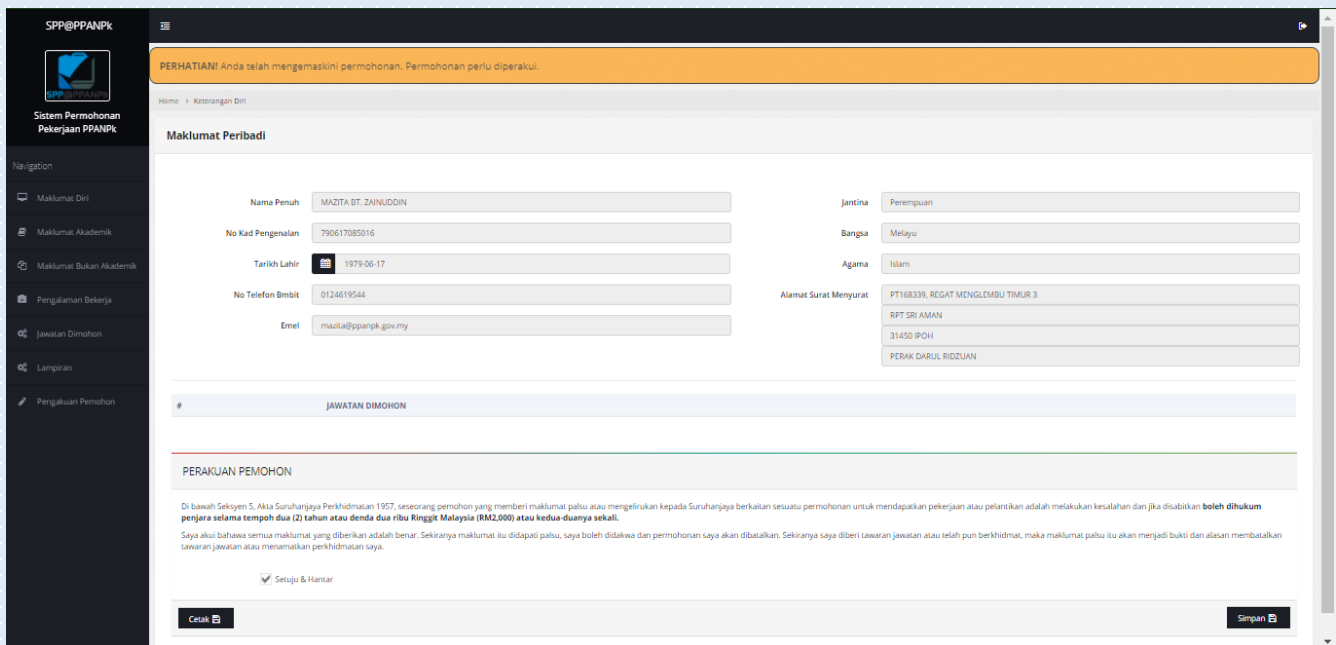 SPP@PPANPk
SPP@PPANPk
Sistem Permohonan
Pekerjaan PPANPk
Navigation
Maklumat Diri
Maklumat Akademik
Maklumat Bukan Akademik
Pengalaman Bekerja
Jawatan Dimohon
Lampiran
Pengakuan Pemohon
PERHATIAN! Anda telah mengemaskini permohonan. Permohonan perlu diperakui.
Home > Keterangan Diri
Maklumat Peribadi
Nama Penuh MAZITA BT. ZAINUDDIN
No Kad Pengenalan 790617085016
Tarikh Lahir 1979-06-17
No Telefon Bmbit 0124619544
Emel mazita@ppanpk.gov.my
Jantina Perempuan
Bangsa Melayu
Agama Islam
Alamat Surat Menyurat PT168339, REGAT MENGLEMBU TIMUR 3
RPT SRI AMAN
31450 IPOH
PERAK DARUL RIDZUAN
# JAWATAN DIMOHON
PERAKUAN PEMOHON
Di bawah Seksyen 5, Akta Suruhanjaya Perkhidmatan 1957, seseorang pemohon yang memberi maklumat palsu atau mengelirukan kepada Suruhanjaya berkaitan sesuatu permohonan untuk mendapatkan pekerjaan atau pelantikan adalah melakukan kesalahan dan jika disabitkan boleh dihukum
penjara selama tempoh dua (2) tahun atau denda dua ribu Ringgit Malaysia (RM2,000) atau kedua-duanya sekali.
Saya akui bahawa semua maklumat yang diberikan adalah benar. Sekiranya maklumat itu didapati palsu, saya boleh didakwa dan permohonan saya akan dibatalkan. Sekiranya saya diberi tawaran jawatan atau telah pun berkhidmat, maka maklumat palsu itu akan menjadi bukti dan alasan membatalkan
tawaran jawatan atau menamatkan perkhidmatan saya.
Setuju & Hantar
Cetak
Simpan